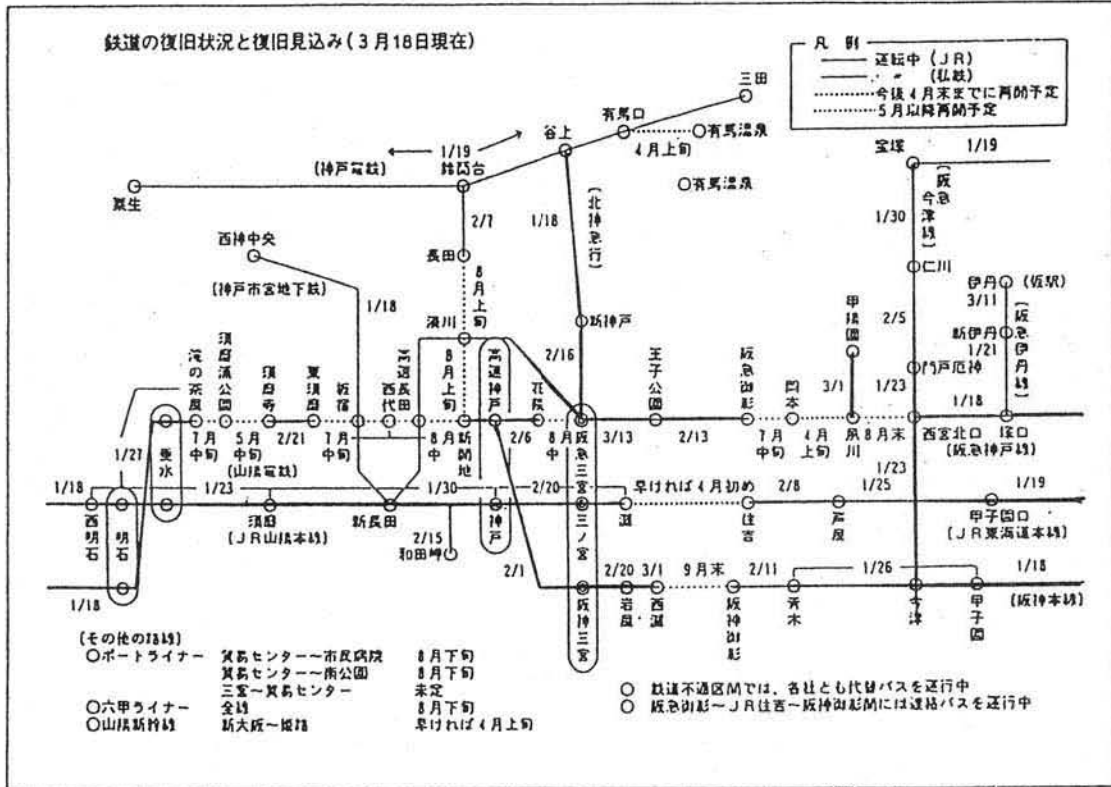 鉄道の復旧状況と復旧見込み(3月18日現在)
凡 例
運転中(JR)
〃 (私鉄)
今後4月末までに再開予定
5月以降再開予定
三田
有馬口
有馬温泉
4月上旬
谷上
1/19
(神戸電鉄)
鈴蘭台
粟生
有馬温泉
宝塚
1/19
(阪急今津線)
1/30
仁川
2/7
1/18
(北神急行)
西神中央
長田
(神戸市営地下鉄)
1/18
8月上旬
湊川
新神戸
甲陽園
伊丹
(仮駅)
3/11
新伊丹
(阪急伊丹線)
1/21
2/5
門戸厄神
滝の茶屋
須磨浦公園
須磨寺
東須磨
板宿
西代
高速長田
8月上旬
高速神戸
花隈
2/16
王子公園
阪急御影
岡本
3/1
1/23
1/18
1/27
垂水
7月中旬
5月中旬
2/21
7月中旬
8月中
新開地
2/6
8月中
阪急三宮
3/13
2/13
7月中旬
4月上旬
夙川
8月末
西宮北口
塚口
(山陽電鉄)
(阪急神戸線)
1/18
1/23
1/30
2/20
早ければ4月初め
2/8
1/25
1/23
1/19
西明石
明石
須磨
新長田
2/15
和田岬
神戸
三ノ宮
灘
住吉
芦屋
甲子園口
(JR山陽本線)
(JR東海道本線)
1/18
2/1
2/20
3/1
9月末
2/11
1/26
1/18
阪神三宮
岩屋
西灘
阪神御影
青木
今津
甲子園
(阪神本線)
(その他の路線)
○ポートライナー 貿易センター～市民病院 8月下旬
貿易センター～南公園 8月下旬
三宮～貿易センター 未定
○六甲ライナー 全線 8月下旬
○山陽新幹線 新大阪～姫路 早ければ4月上旬
○ 鉄道不通区間では、各社とも代替バスを運行中
○ 阪急御影～JR住吉～阪神御影間には連絡バスを運行中